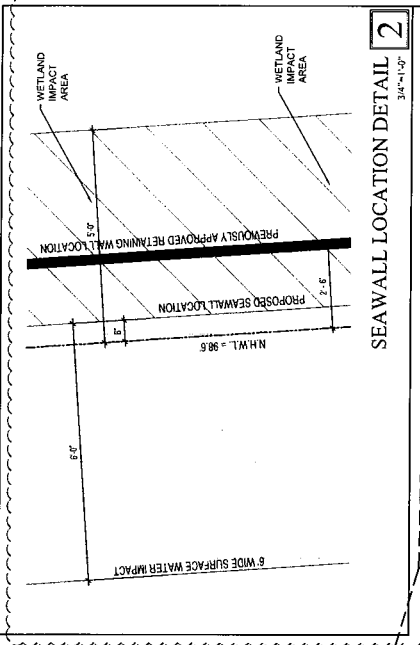 WETLAND
IMPACT
AREA
WETLAND
IMPACT
AREA
5'-0"
PREVIOUSLY APPROVED RETAINING WALL LOCATION
PROPOSED SEAWALL LOCATION
2'-6"
6"
N.H.W.L. = 98.6'
6'-0"
6' WIDE SURFACE WATER IMPACT
SEAWALL LOCATION DETAIL
2
3/4"=1'-0"